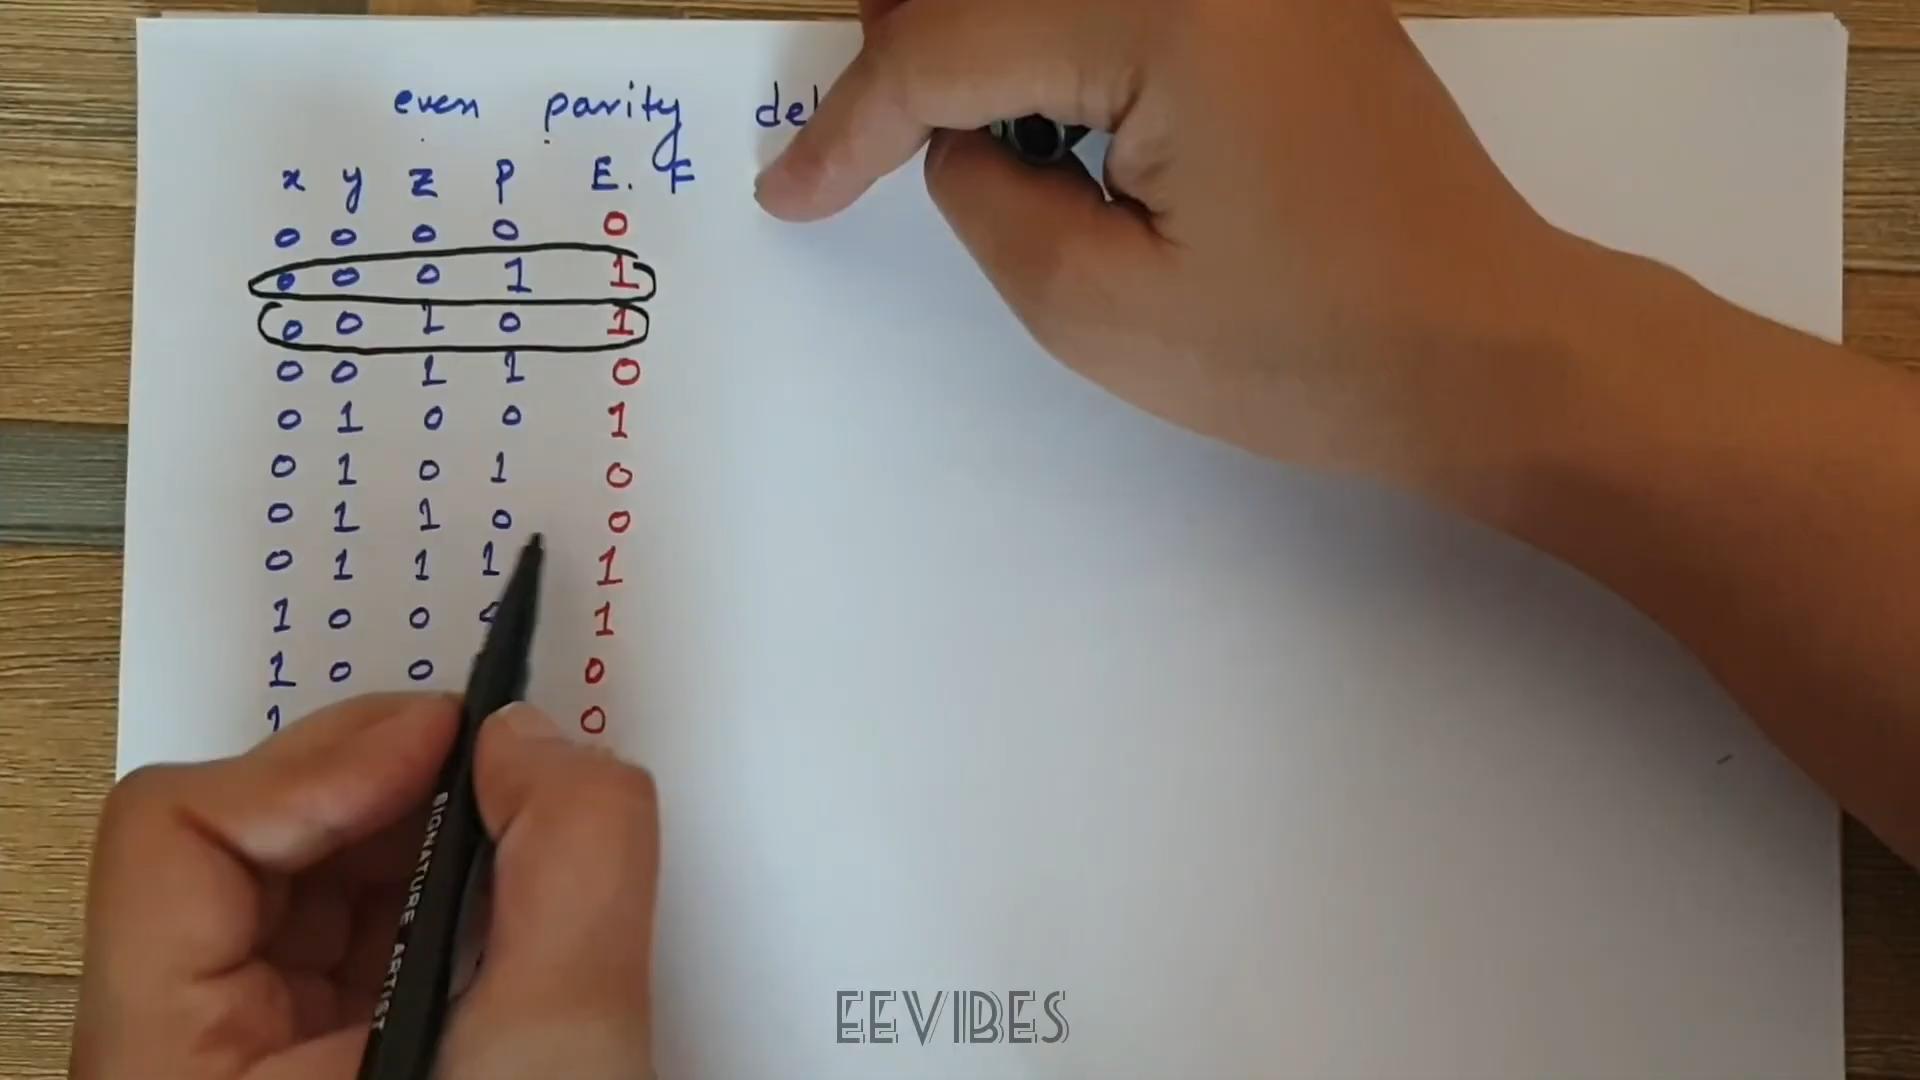 even parity
x y z P E. F
0 0 0 0 0
0 0 0 1 1
0 0 1 0 1
0 0 1 1 0
0 1 0 0 1
0 1 0 1 0
0 1 1 0 0
0 1 1 1 1
1 0 0 1
1 0 0 0
1 0
SIGNATURE ARTIST
EEVIBES